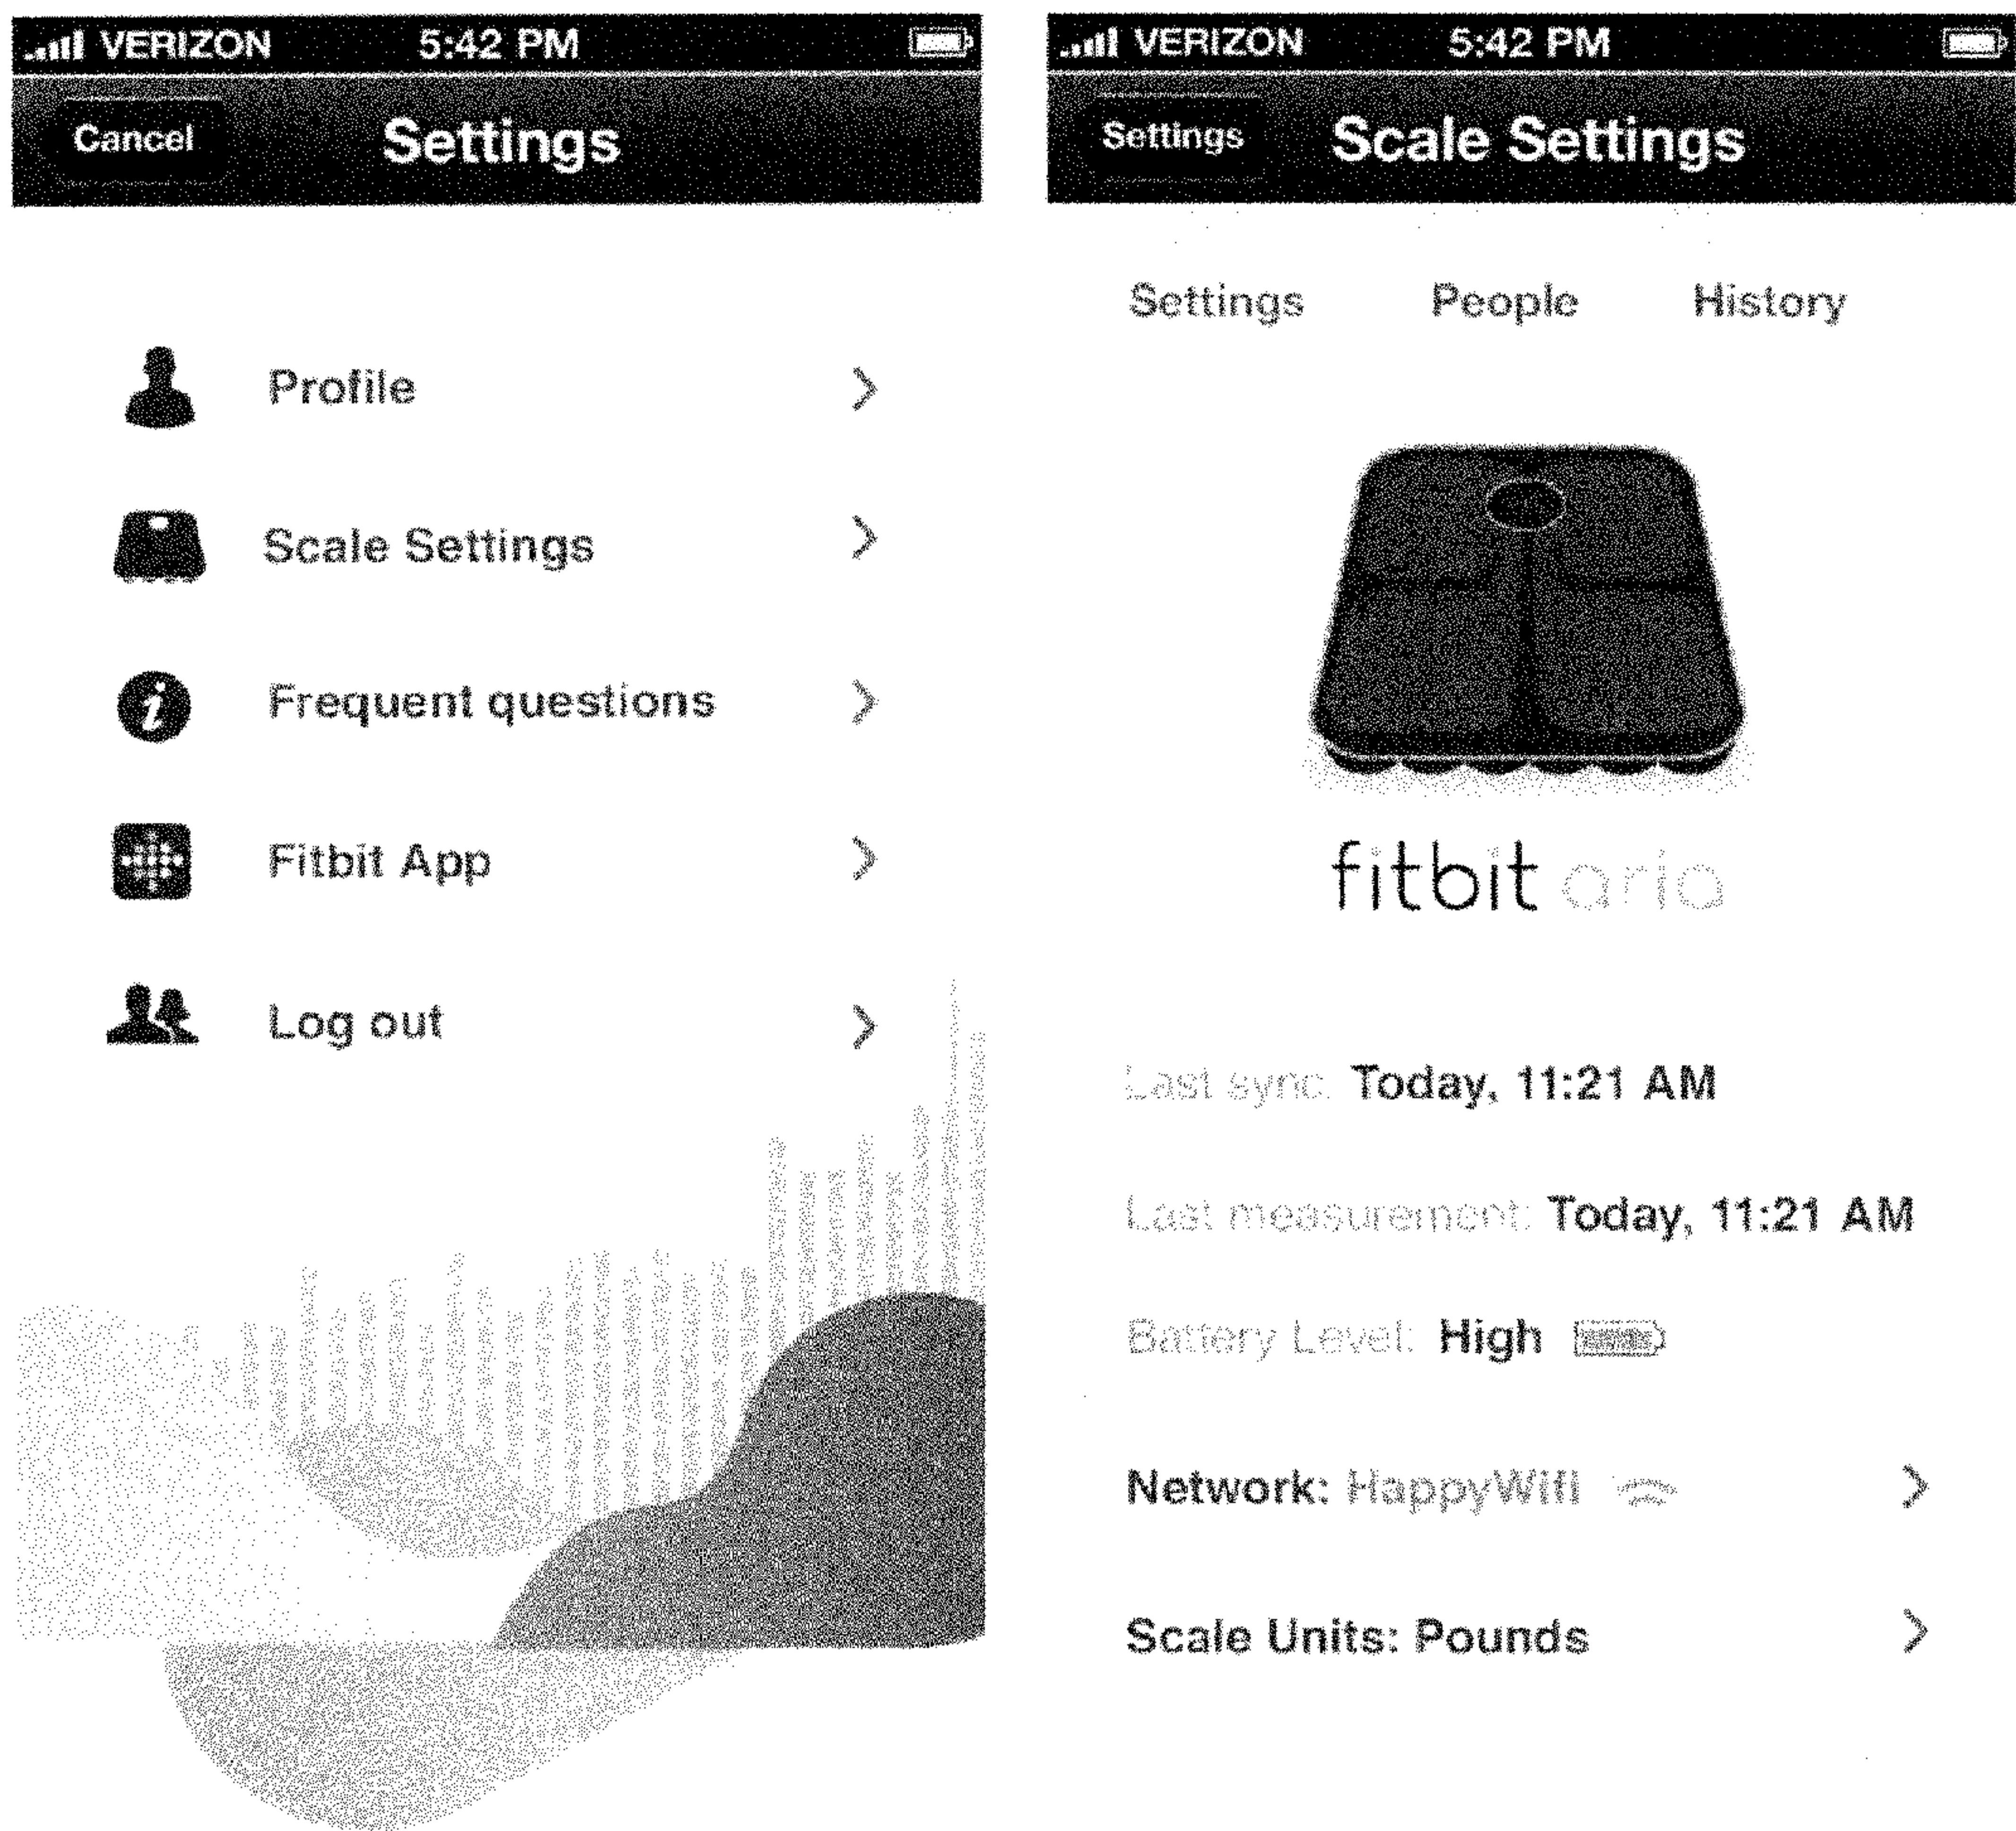 VERIZON 5:42 PM
Cancel Settings
Profile
Scale Settings
Frequent questions
Fitbit App
Log out
VERIZON 5:42 PM
Settings Scale Settings
Settings People History
fitbit aria
Last sync: Today, 11:21 AM
Last measurement: Today, 11:21 AM
Battery Level: High
Network: HappyWifi
Scale Units: Pounds